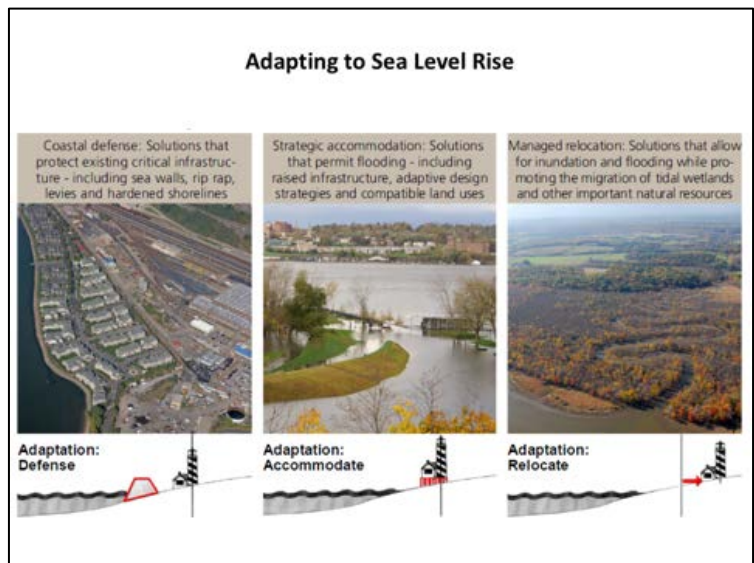 Adapting to Sea Level Rise
Coastal defense: Solutions that
protect existing critical infrastruc-
ture - including sea walls, rip rap,
levies and hardened shorelines
Strategic accommodation: Solutions
that permit flooding - including
raised infrastructure, adaptive design
strategies and compatible land uses
Managed relocation: Solutions that allow
for inundation and flooding while pro-
moting the migration of tidal wetlands
and other important natural resources
Adaptation:
Defense
Adaptation:
Accommodate
Adaptation:
Relocate